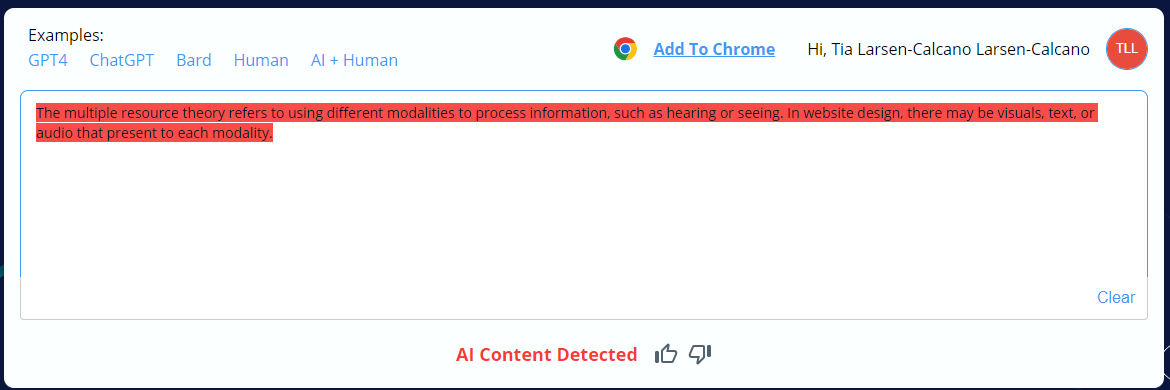 Examples:
GPT4 ChatGPT Bard Human AI + Human
Add To Chrome
Hi, Tia Larsen-Calcano Larsen-Calcano
TLL
The multiple resource theory refers to using different modalities to process information, such as hearing or seeing. In website design, there may be visuals, text, or
audio that present to each modality.
Clear
AI Content Detected